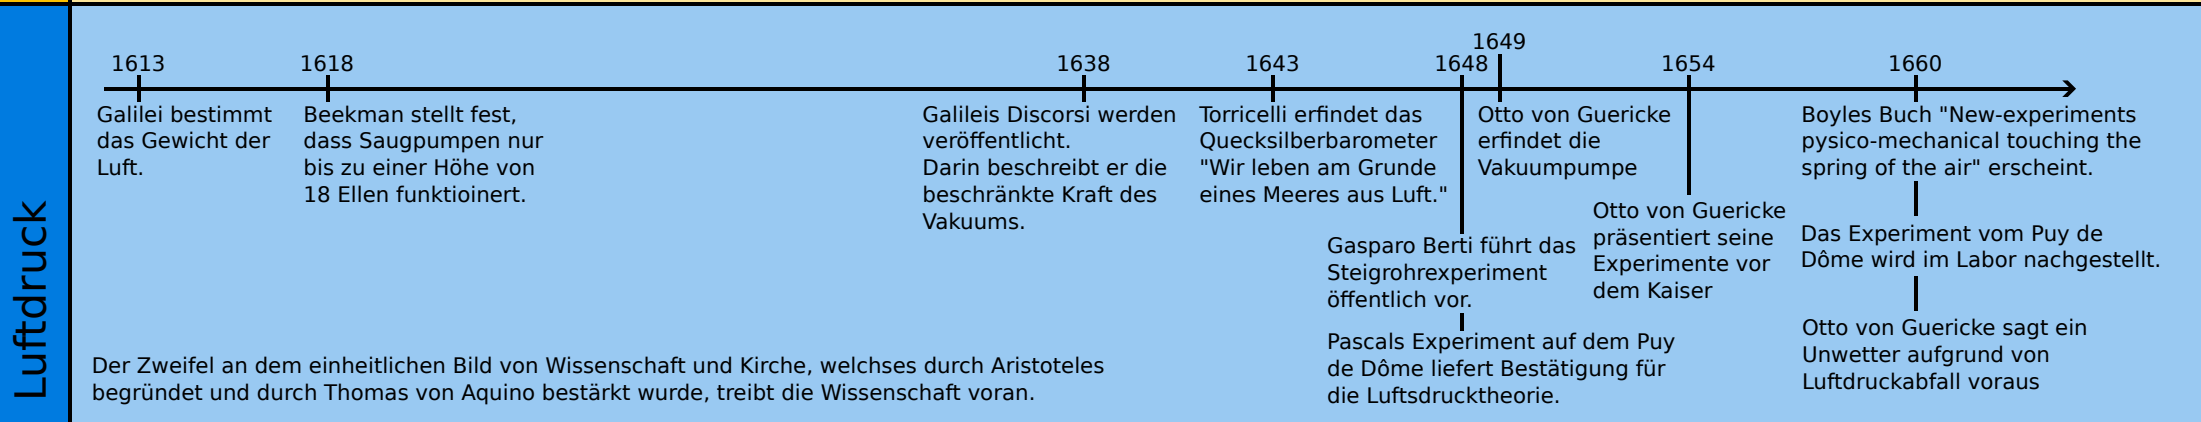 Luftdruck
1613
Galilei bestimmt
das Gewicht der
Luft.
1618
Beekman stellt fest,
dass Saugpumpen nur
bis zu einer Höhe von
18 Ellen funktioinert.
1638
Galileis Discorsi werden
veröffentlicht.
Darin beschreibt er die
beschränkte Kraft des
Vakuums.
1643
Torricelli erfindet das
Quecksilberbarometer
"Wir leben am Grunde
eines Meeres aus Luft."
1648
Gasparo Berti führt das
Steigrohrexperiment
öffentlich vor.
Pascals Experiment auf dem Puy
de Dôme liefert Bestätigung für
die Luftsdrucktheorie.
1649
Otto von Guericke
erfindet die
Vakuumpumpe
1654
Otto von Guericke
präsentiert seine
Experimente vor
dem Kaiser
1660
Boyles Buch "New-experiments
pysico-mechanical touching the
spring of the air" erscheint.
Das Experiment vom Puy de
Dôme wird im Labor nachgestellt.
Otto von Guericke sagt ein
Unwetter aufgrund von
Luftdruckabfall voraus
Der Zweifel an dem einheitlichen Bild von Wissenschaft und Kirche, welchses durch Aristoteles
begründet und durch Thomas von Aquino bestärkt wurde, treibt die Wissenschaft voran.